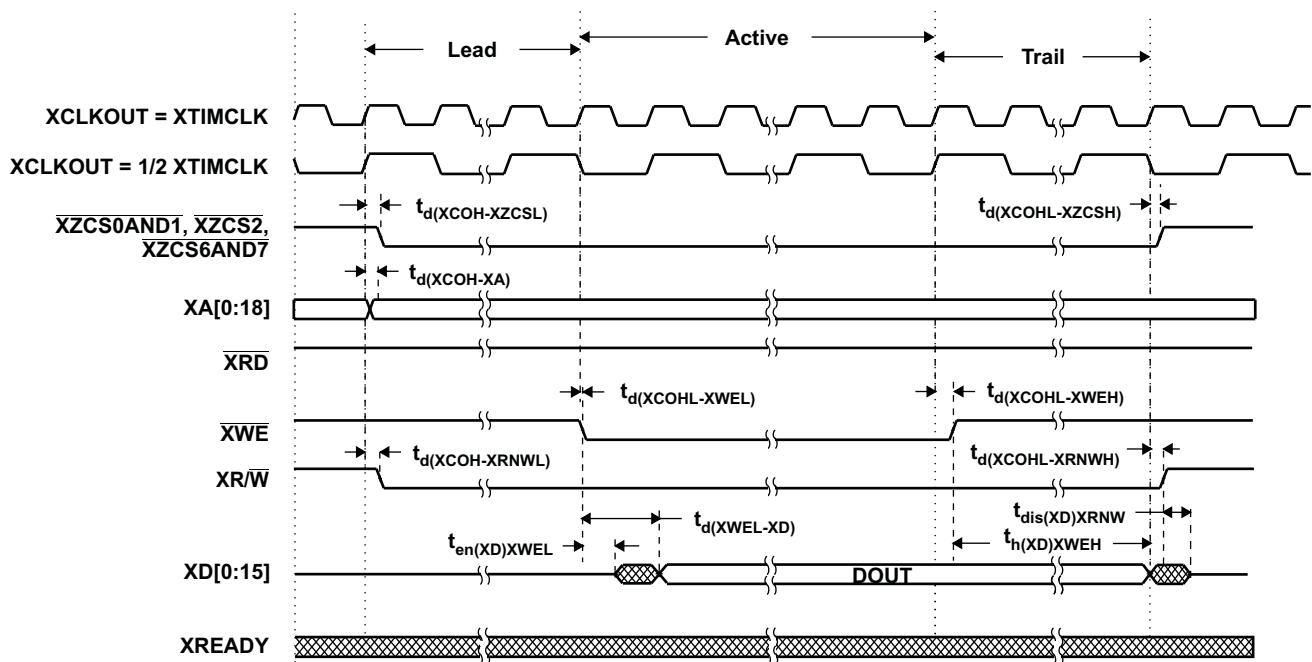 Lead
Active
Trail
XCLKOUT = XTIMCLK
XCLKOUT = 1/2 XTIMCLK
td(XCOH-XZCSL)
td(XCOHL-XZCSH)
XZCS0AND1, XZCS2,
XZCS6AND7
td(XCOH-XA)
XA[0:18]
XRD
td(XCOHL-XWEL)
td(XCOHL-XWEH)
XWE
td(XCOH-XRNWL)
td(XCOHL-XRNWH)
XR/W
td(XWEL-XD)
tdis(XD)XRNW
ten(XD)XWEL
th(XD)XWEH
XD[0:15]
DOUT
XREADY